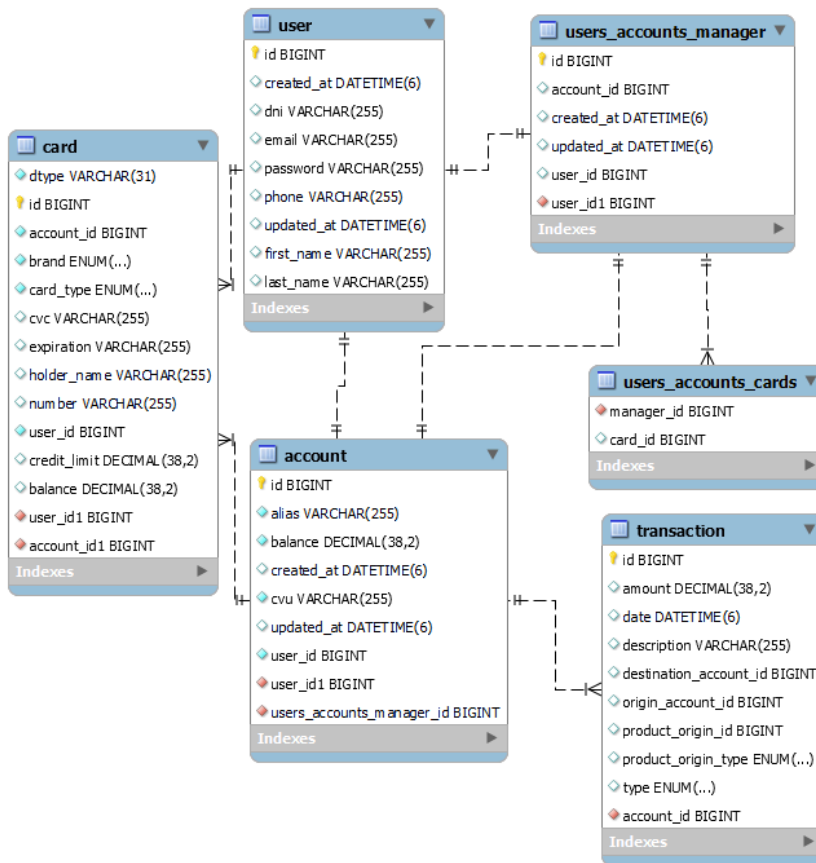 user
id BIGINT
created_at DATETIME(6)
dni VARCHAR(255)
email VARCHAR(255)
password VARCHAR(255)
phone VARCHAR(255)
updated_at DATETIME(6)
first_name VARCHAR(255)
last_name VARCHAR(255)
Indexes
users_accounts_manager
id BIGINT
account_id BIGINT
created_at DATETIME(6)
updated_at DATETIME(6)
user_id BIGINT
user_id1 BIGINT
Indexes
card
dtype VARCHAR(31)
id BIGINT
account_id BIGINT
brand ENUM(...)
card_type ENUM(...)
cvc VARCHAR(255)
expiration VARCHAR(255)
holder_name VARCHAR(255)
number VARCHAR(255)
user_id BIGINT
credit_limit DECIMAL(38,2)
balance DECIMAL(38,2)
user_id1 BIGINT
account_id1 BIGINT
Indexes
users_accounts_cards
manager_id BIGINT
card_id BIGINT
Indexes
account
id BIGINT
alias VARCHAR(255)
balance DECIMAL(38,2)
created_at DATETIME(6)
cvu VARCHAR(255)
updated_at DATETIME(6)
user_id BIGINT
user_id1 BIGINT
users_accounts_manager_id BIGINT
Indexes
transaction
id BIGINT
amount DECIMAL(38,2)
date DATETIME(6)
description VARCHAR(255)
destination_account_id BIGINT
origin_account_id BIGINT
product_origin_id BIGINT
product_origin_type ENUM(...)
type ENUM(...)
account_id BIGINT
Indexes